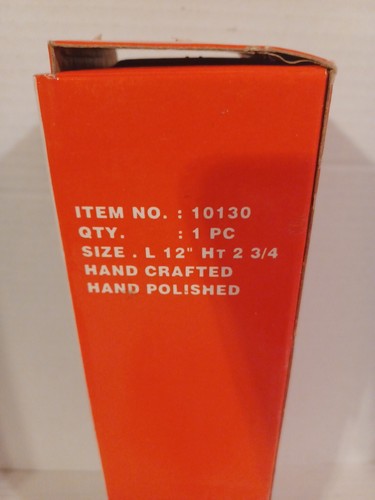 ITEM NO. : 10130
QTY. : 1 PC
SIZE . L 12" HT 2 3/4
HAND CRAFTED
HAND POLISHED